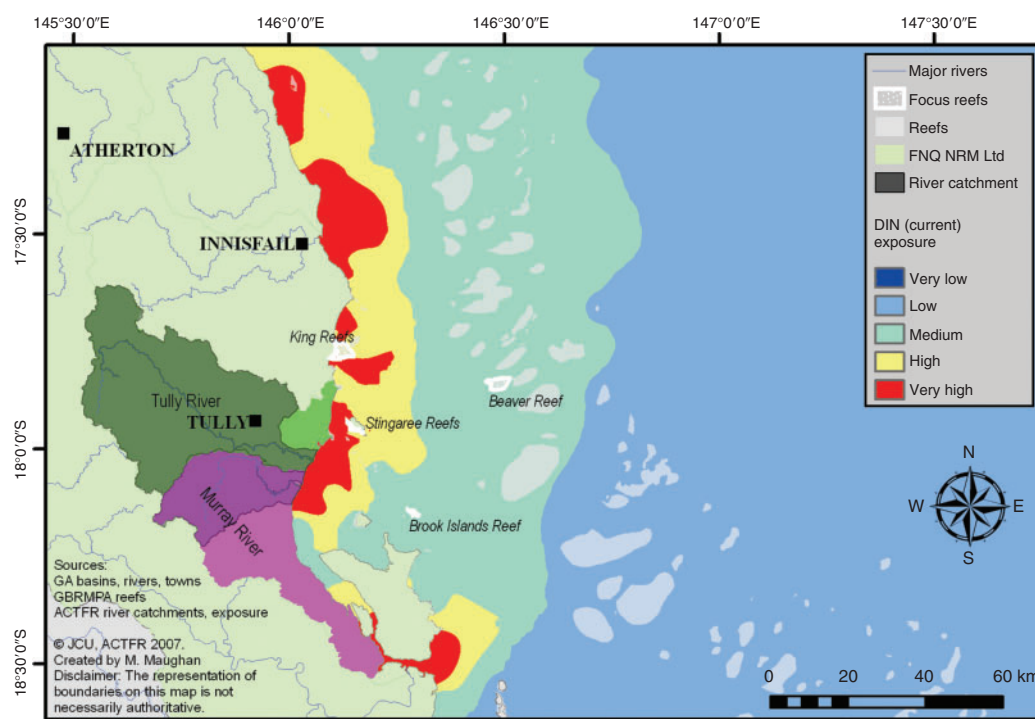 145°30'0"E
146°0'0"E
146°30'0"E
147°0'0"E
147°30'0"E
17°30'0"S
18°0'0"S
18°30'0"S
ATHERTON
INNISFAIL
King Reefs
Tully River
TULLY
Stingaree Reefs
Beaver Reef
Murray River
Brook Islands Reef
Major rivers
Focus reefs
Reefs
FNQ NRM Ltd
River catchment
DIN (current)
exposure
Very low
Low
Medium
High
Very high
N
W
E
S
0 20 40 60 km
Sources:
GA basins, rivers, towns
GBRMPA reefs
ACTFR river catchments, exposure
© JCU, ACTFR 2007.
Created by M. Maughan
Disclaimer: The representation of
boundaries on this map is not
necessarily authoritative.